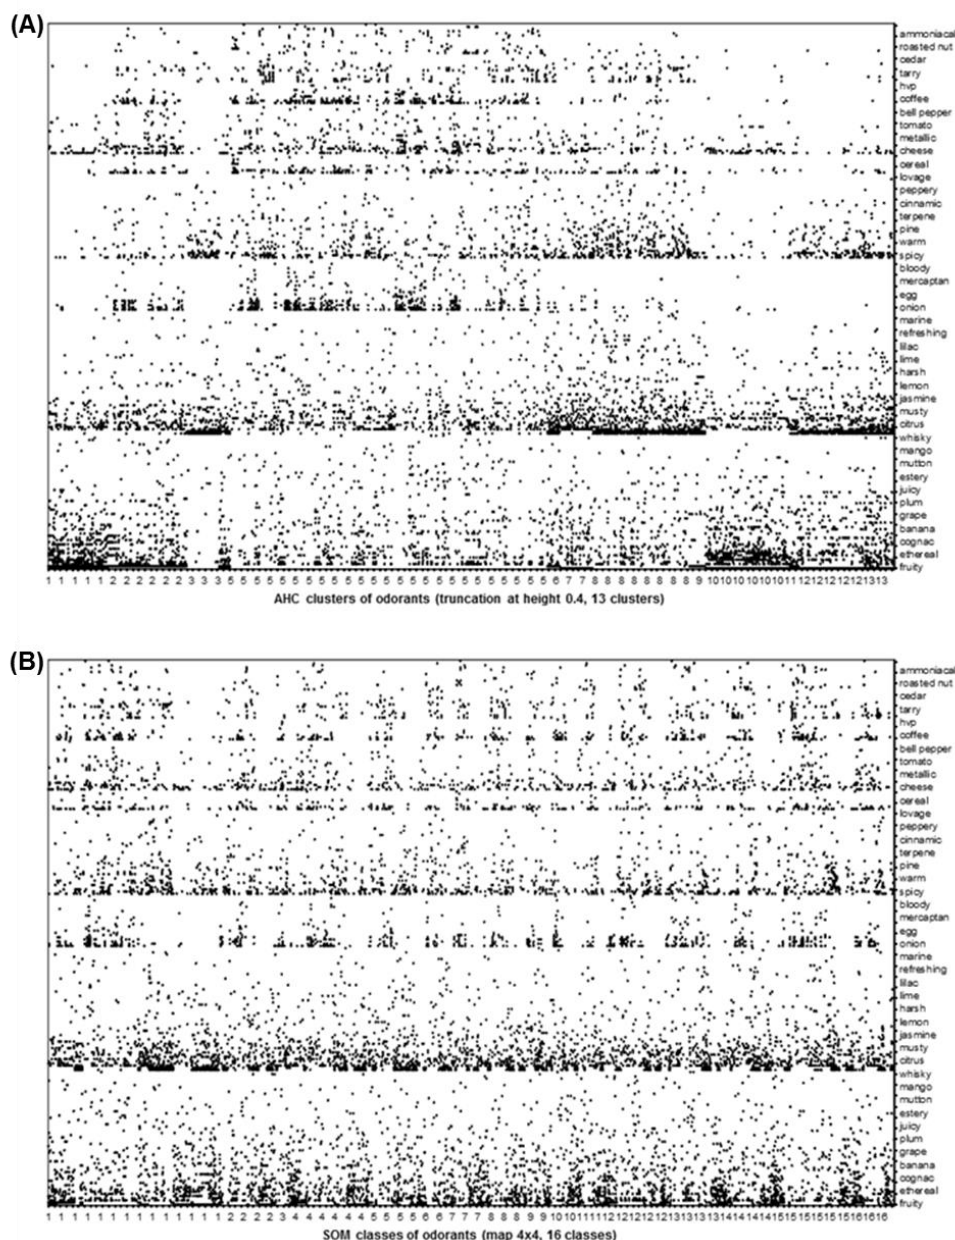 (A)
ammoniacal
roasted nut
cedar
tarry
hvp
coffee
bell pepper
tomato
metallic
cheese
cereal
lovage
peppery
cinnamic
terpene
pine
warm
spicy
bloody
mercaptan
egg
onion
marine
refreshing
lilac
lime
harsh
lemon
jasmine
musty
citrus
whisky
mango
mutton
estery
juicy
plum
grape
banana
cognac
ethereal
fruity
AHC clusters of odorants (truncation at height 0.4, 13 clusters)
(B)
ammoniacal
roasted nut
cedar
tarry
hvp
coffee
bell pepper
tomato
metallic
cheese
cereal
lovage
peppery
cinnamic
terpene
pine
warm
spicy
bloody
mercaptan
egg
onion
marine
refreshing
lilac
lime
harsh
lemon
jasmine
musty
citrus
whisky
mango
mutton
estery
juicy
plum
grape
banana
cognac
ethereal
fruity
SOM classes of odorants (map 4x4, 16 classes)